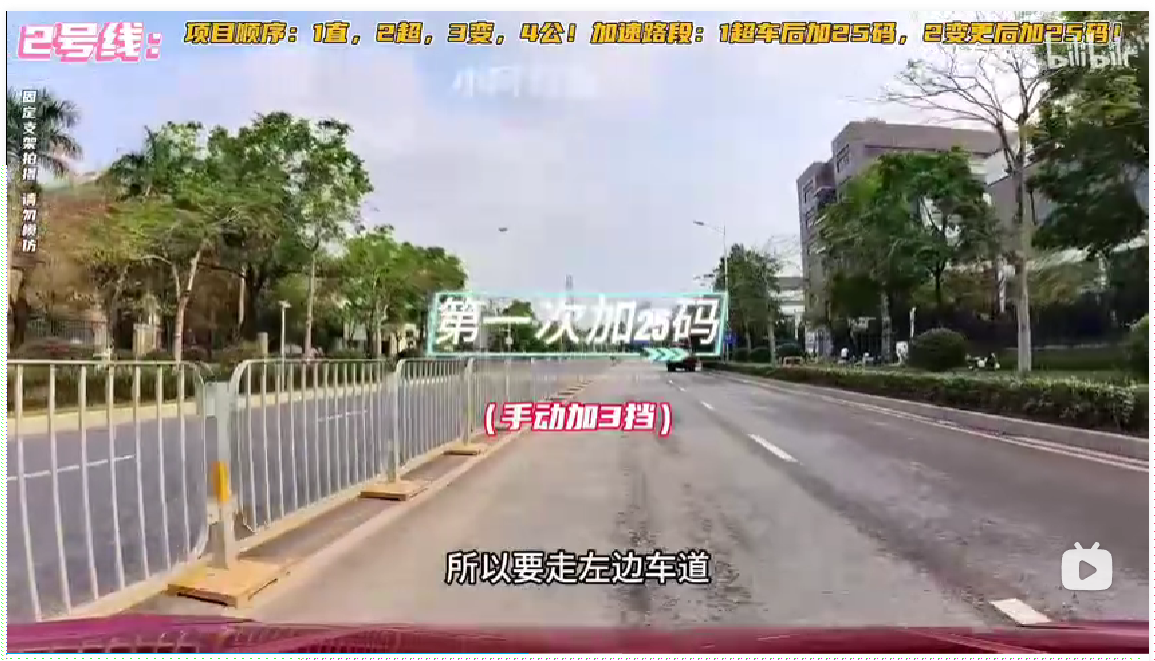 2号线：
项目顺序：1直，2超，3变，4公！加速路段：1超车后加25码，2变更后加25码！
bilibili
固定支架拍摄 请勿模仿
第一次加25码
（手动加3挡）
所以要走左边车道